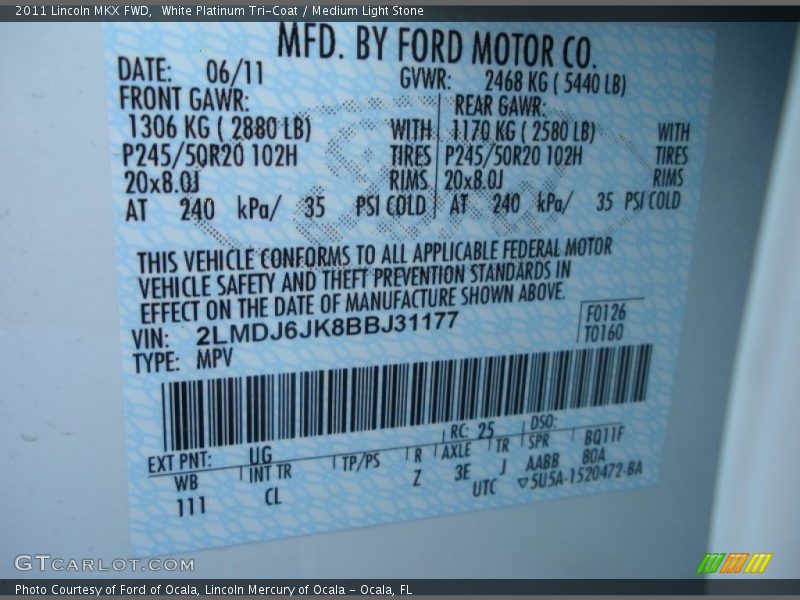 2011 Lincoln MKX FWD, White Platinum Tri-Coat / Medium Light Stone
MFD. BY FORD MOTOR CO.
DATE: 06/11 GVWR: 2468 KG ( 5440 LB)
FRONT GAWR: REAR GAWR:
1306 KG ( 2880 LB) WITH 1170 KG ( 2580 LB) WITH
P245/50R20 102H TIRES P245/50R20 102H TIRES
20x8.0J RIMS 20x8.0J RIMS
AT 240 kPa/ 35 PSI COLD AT 240 kPa/ 35 PSI COLD
THIS VEHICLE CONFORMS TO ALL APPLICABLE FEDERAL MOTOR
VEHICLE SAFETY AND THEFT PREVENTION STANDARDS IN
EFFECT ON THE DATE OF MANUFACTURE SHOWN ABOVE.
VIN: 2LMDJ6JK8BBJ31177 F0126
TYPE: MPV T0160
EXT PNT: UG RC: 25 DSO:
WB INT TR TP/PS R AXLE TR SPR BQ11F
111 CL Z 3E J AABB 80A
UTC ▽5U5A-1520472-BA
GTCARLOT.COM
Photo Courtesy of Ford of Ocala, Lincoln Mercury of Ocala - Ocala, FL